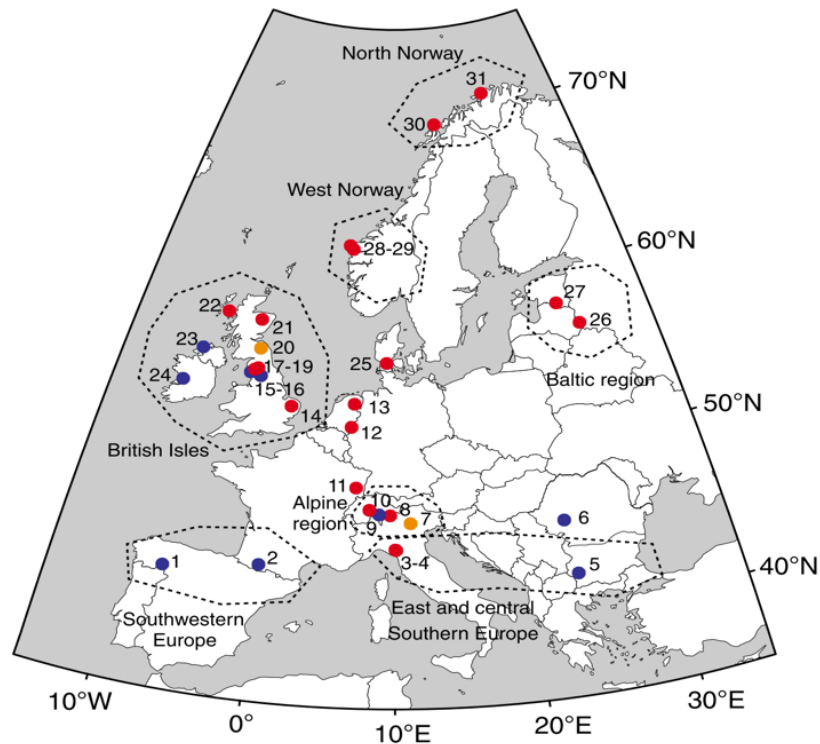 North Norway
31
70°N
30
West Norway
60°N
28-29
27
22
21
26
23
20
25
17-19
24
Baltic region
15-16
13
50°N
14
12
British Isles
11
10
Alpine
region
8
7
6
9
1
2
3-4
5
40°N
Southwestern
Europe
East and central
Southern Europe
10°W
0°
10°E
20°E
30°E